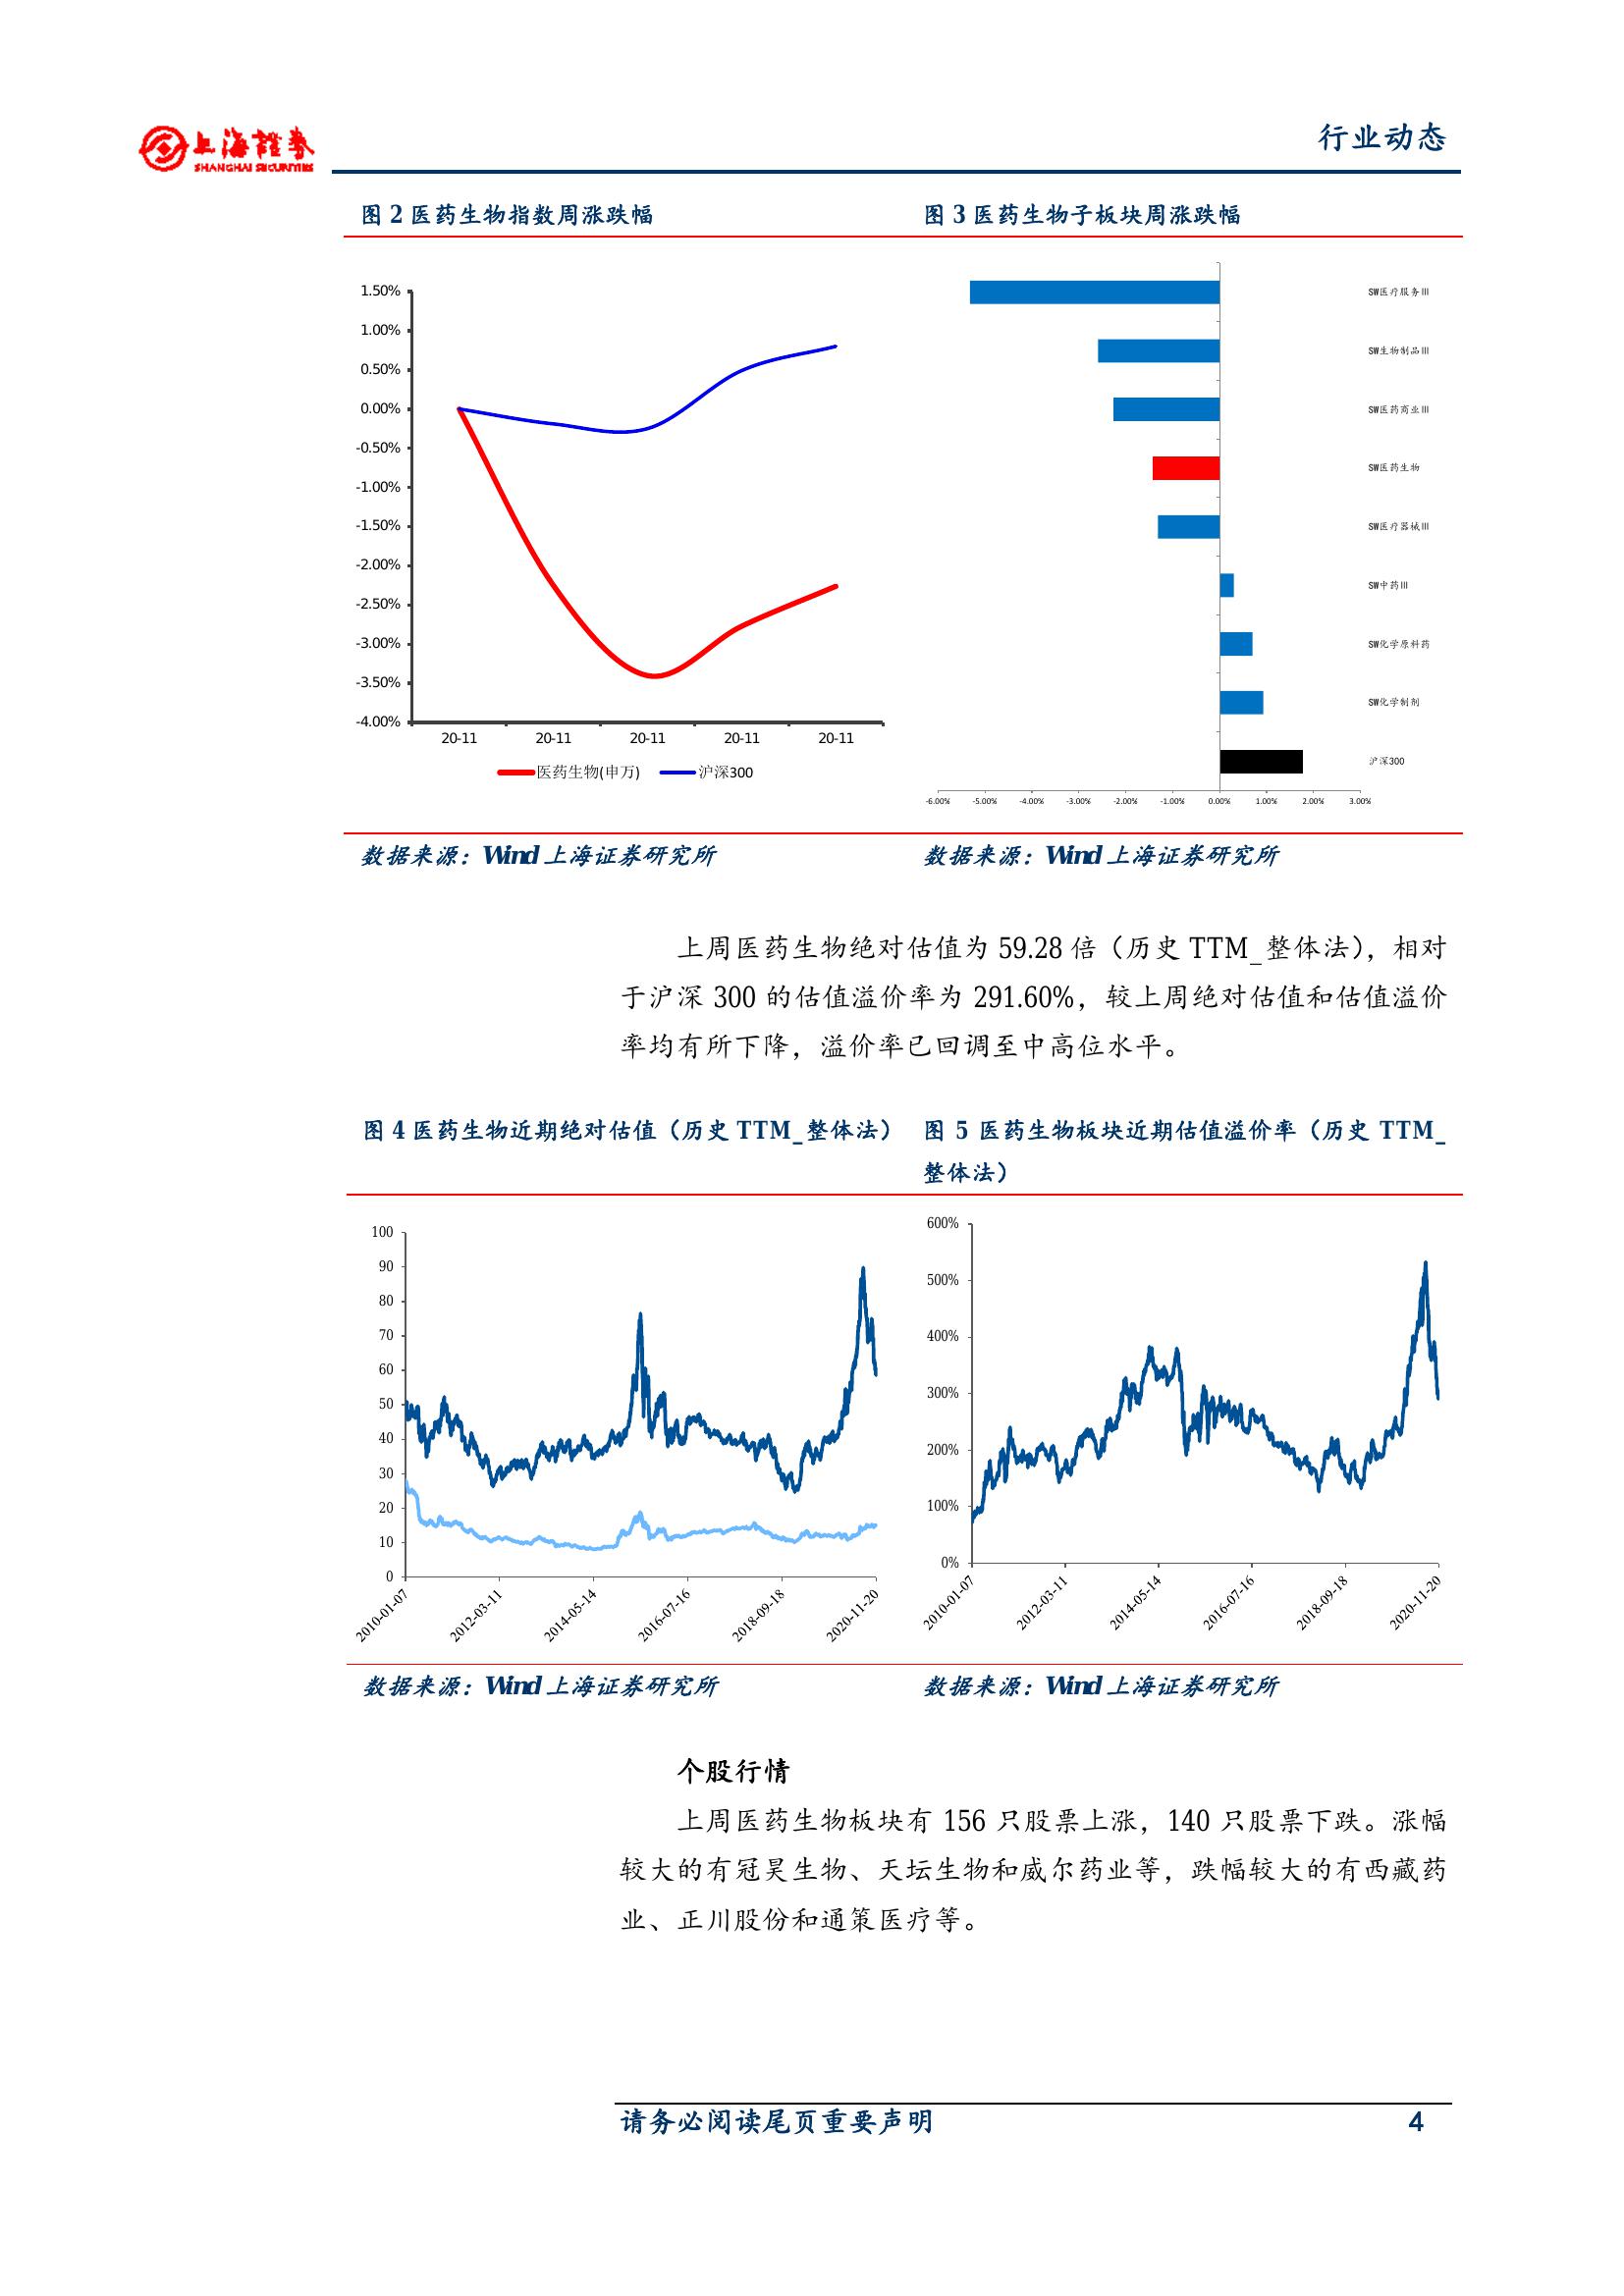 上海證券
SHANGHAI SECURITIES
行业动态
图 2 医药生物指数周涨跌幅
图 3 医药生物子板块周涨跌幅
1.50%
1.00%
0.50%
0.00%
-0.50%
-1.00%
-1.50%
-2.00%
-2.50%
-3.00%
-3.50%
-4.00%
20-11 20-11 20-11 20-11 20-11
医药生物(申万) 沪深300
SW医疗服务III
SW生物制品III
SW医药商业III
SW医药生物
SW医疗器械III
SW中药III
SW化学原料药
SW化学制剂
沪深300
-6.00% -5.00% -4.00% -3.00% -2.00% -1.00% 0.00% 1.00% 2.00% 3.00%
数据来源：Wind 上海证券研究所
数据来源：Wind 上海证券研究所
上周医药生物绝对估值为 59.28 倍（历史 TTM_整体法），相对
于沪深 300 的估值溢价率为 291.60%，较上周绝对估值和估值溢价
率均有所下降，溢价率已回调至中高位水平。
图 4 医药生物近期绝对估值（历史 TTM_整体法）
图 5 医药生物板块近期估值溢价率（历史 TTM_
整体法）
100
90
80
70
60
50
40
30
20
10
0
2010-01-07 2012-03-11 2014-05-14 2016-07-16 2018-09-18 2020-11-20
600%
500%
400%
300%
200%
100%
0%
2010-01-07 2012-03-11 2014-05-14 2016-07-16 2018-09-18 2020-11-20
数据来源：Wind 上海证券研究所
数据来源：Wind 上海证券研究所
个股行情
上周医药生物板块有 156 只股票上涨，140 只股票下跌。涨幅
较大的有冠昊生物、天坛生物和威尔药业等，跌幅较大的有西藏药
业、正川股份和通策医疗等。
请务必阅读尾页重要声明
4